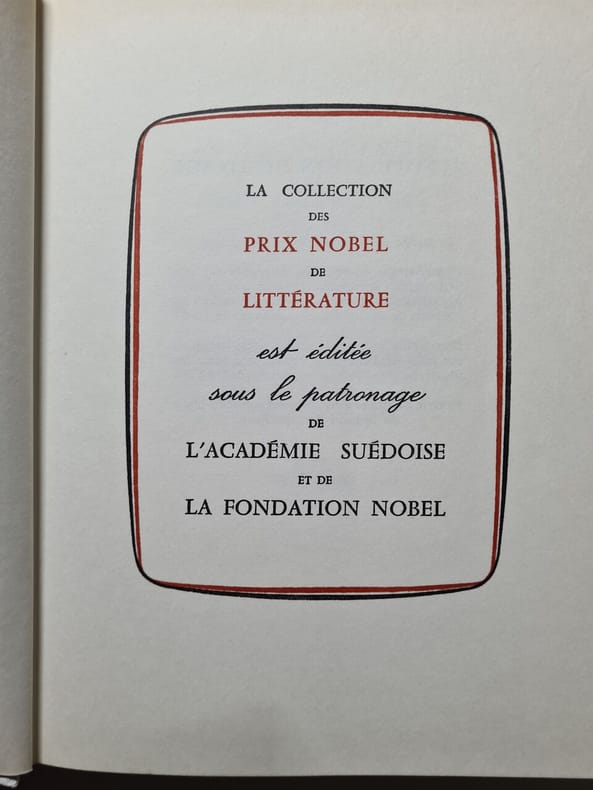 LA COLLECTION
DES
PRIX NOBEL
DE
LITTÉRATURE
est éditée
sous le patronage
DE
L'ACADÉMIE SUÉDOISE
ET DE
LA FONDATION NOBEL